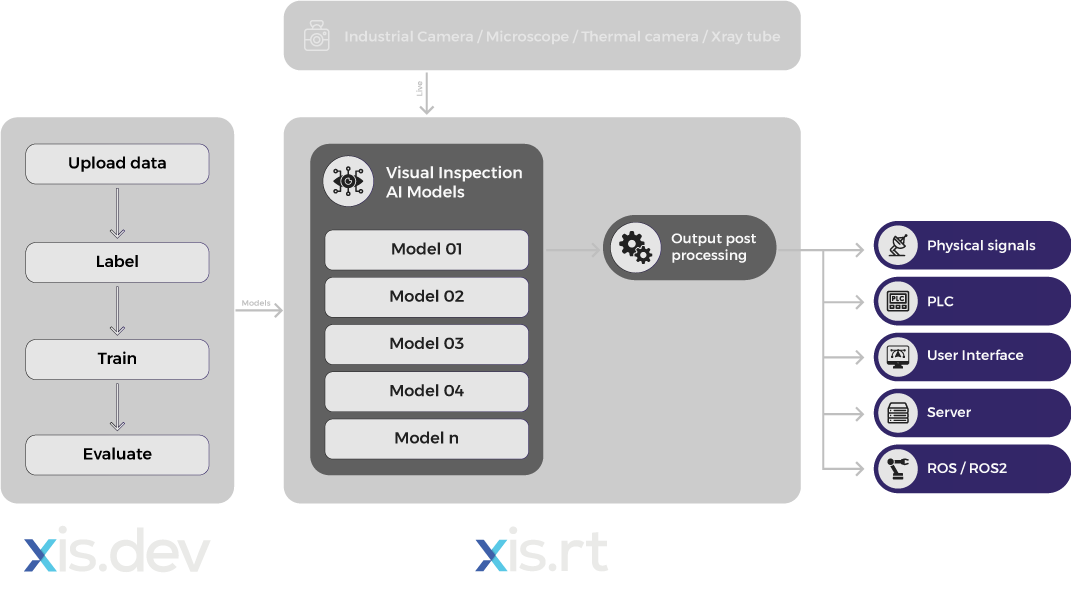 Industrial Camera / Microscope / Thermal camera / Xray tube
Live
Upload data
Label
Train
Evaluate
Models
Visual Inspection
AI Models
Model 01
Model 02
Model 03
Model 04
Model n
Output post
processing
Physical signals
PLC
PLC
User Interface
Server
ROS / ROS2
xis.dev
xis.rt